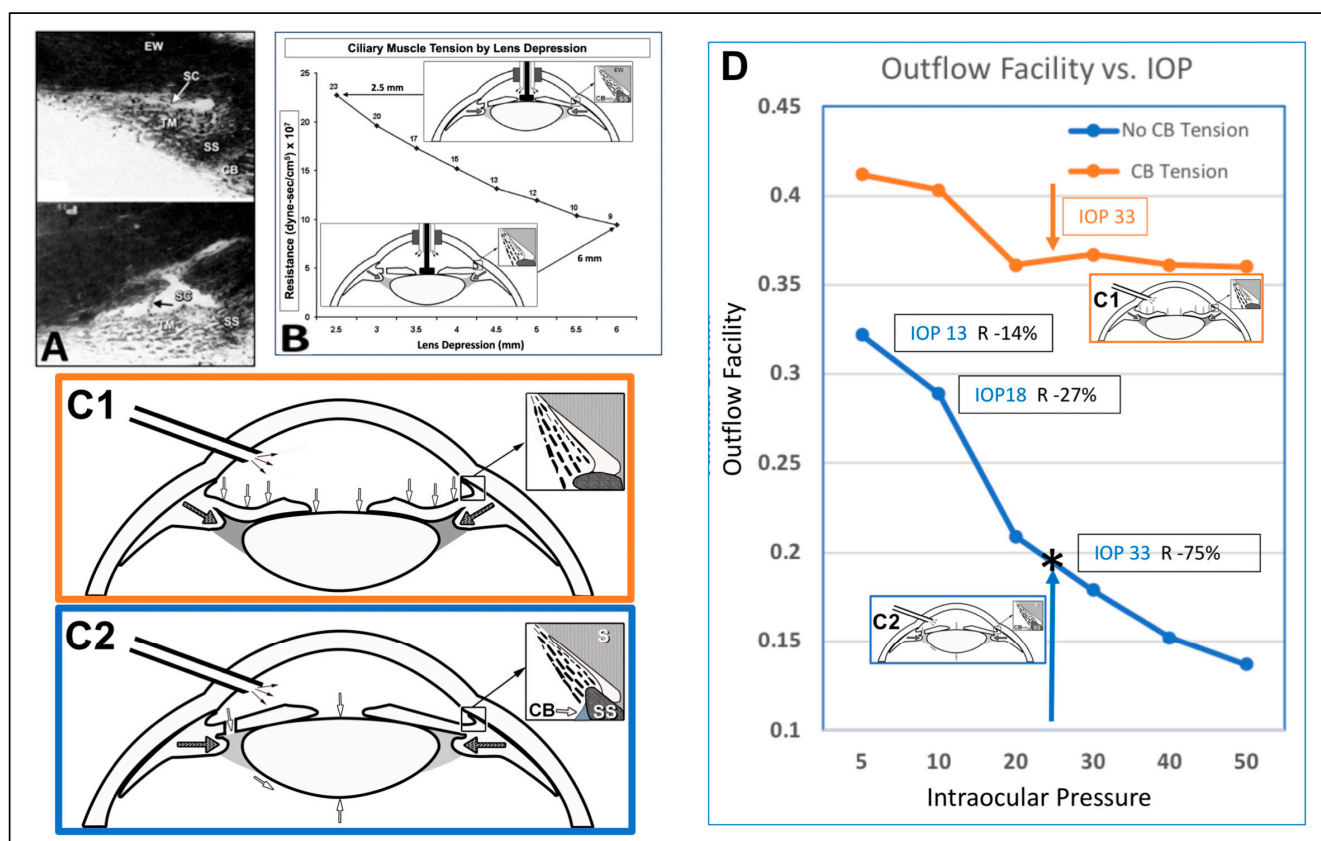 A
EW
SC
TM
SS
CB
SC
TM
SS
B
Ciliary Muscle Tension by Lens Depression
Resistance (dyne-sec/cm⁵) x 10⁷
25
20
15
10
5
0
23
20
17
15
13
12
10
9
2.5 mm
EW
CB
SS
6 mm
2.5
3
3.5
4
4.5
5
5.5
6
Lens Depression (mm)
C1
C2
S
CB
SS
D
Outflow Facility vs. IOP
No CB Tension
CB Tension
IOP 33
C1
IOP 13 R -14%
IOP18 R -27%
IOP 33 R -75%
*
C2
CB
SS
Outflow Facility
0.45
0.4
0.35
0.3
0.25
0.2
0.15
0.1
5
10
20
30
40
50
Intraocular Pressure